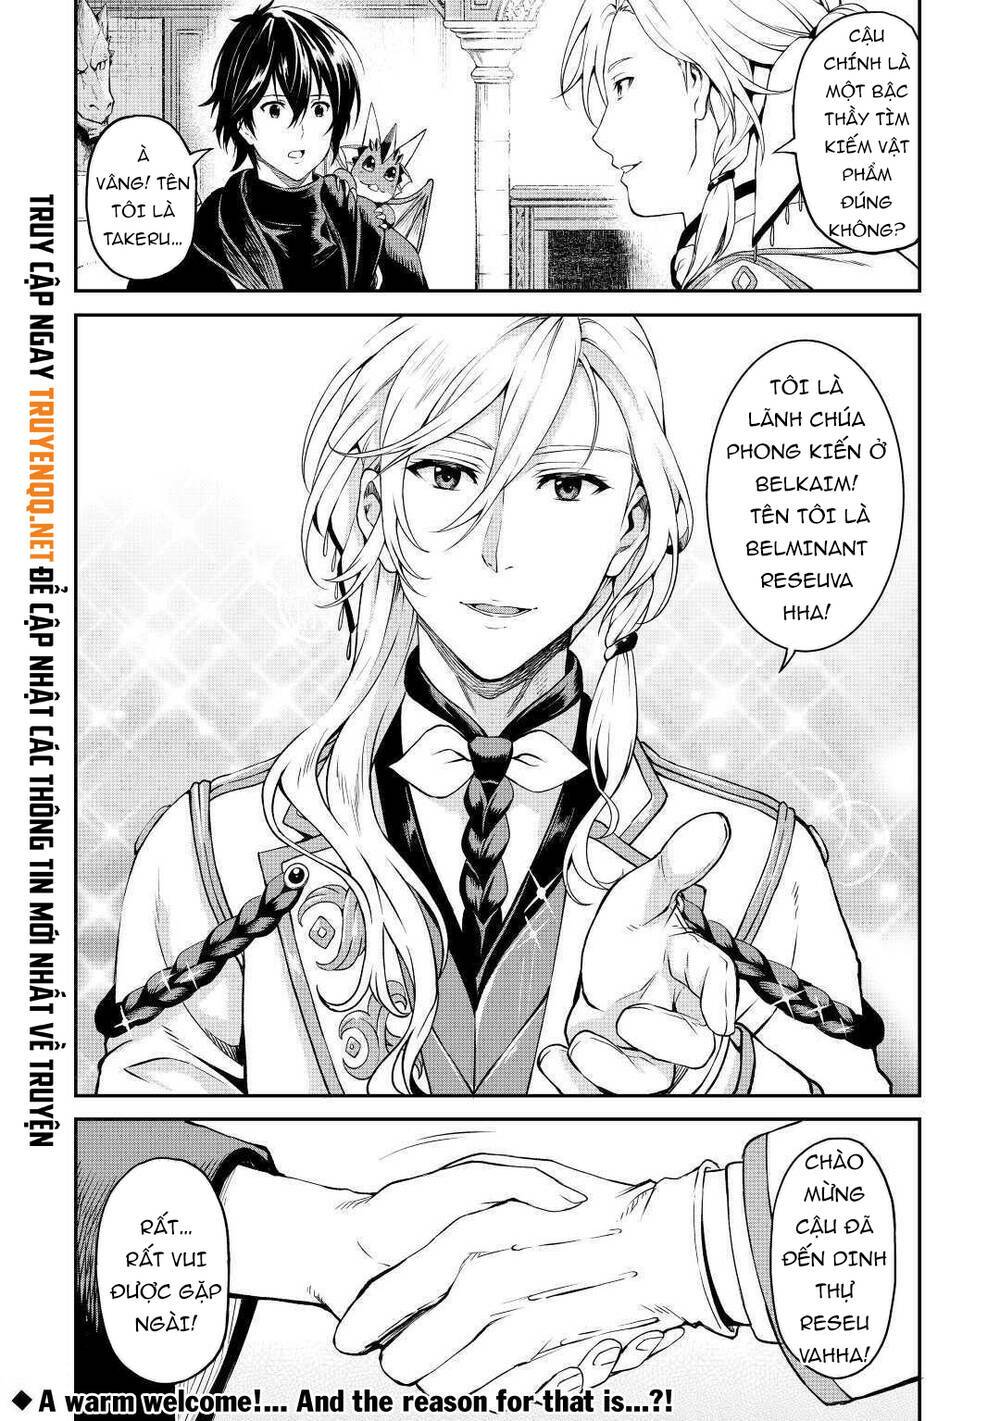 CẬU
CHÍNH LÀ
MỘT BẬC
THẦY TÌM
KIẾM VẬT
PHẨM
ĐÚNG
KHÔNG?
À
VÂNG! TÊN
TÔI LÀ
TAKERU...
TÔI LÀ
LÃNH CHÚA
PHONG KIẾN Ở
BELKAIM!
TÊN TÔI LÀ
BELMINANT
RESEUVA
HHA!
CHÀO
MỪNG
CẬU ĐÃ
ĐẾN DINH
THỰ
RESEU
VAHHA!
RẤT...
RẤT VUI
ĐƯỢC GẶP
NGÀI!
TRUY CẬP NGAY TRUYENQQ.NET ĐỂ CẬP NHẬT CÁC THÔNG TIN MỚI NHẤT VỀ TRUYỆN
◆ A warm welcome!... And the reason for that is...?!